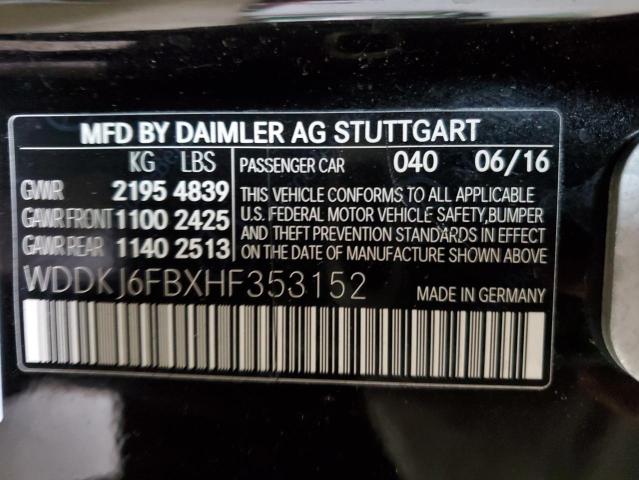 MFD BY DAIMLER AG STUTTGART
KG LBS
PASSENGER CAR 040 06/16
GVWR 2195 4839
GAWR FRONT 1100 2425
GAWR REAR 1140 2513
THIS VEHICLE CONFORMS TO ALL APPLICABLE
U.S. FEDERAL MOTOR VEHICLE SAFETY,BUMPER
AND THEFT PREVENTION STANDARDS IN EFFECT
ON THE DATE OF MANUFACTURE SHOWN ABOVE
WDDKJ6FBXHF353152
MADE IN GERMANY